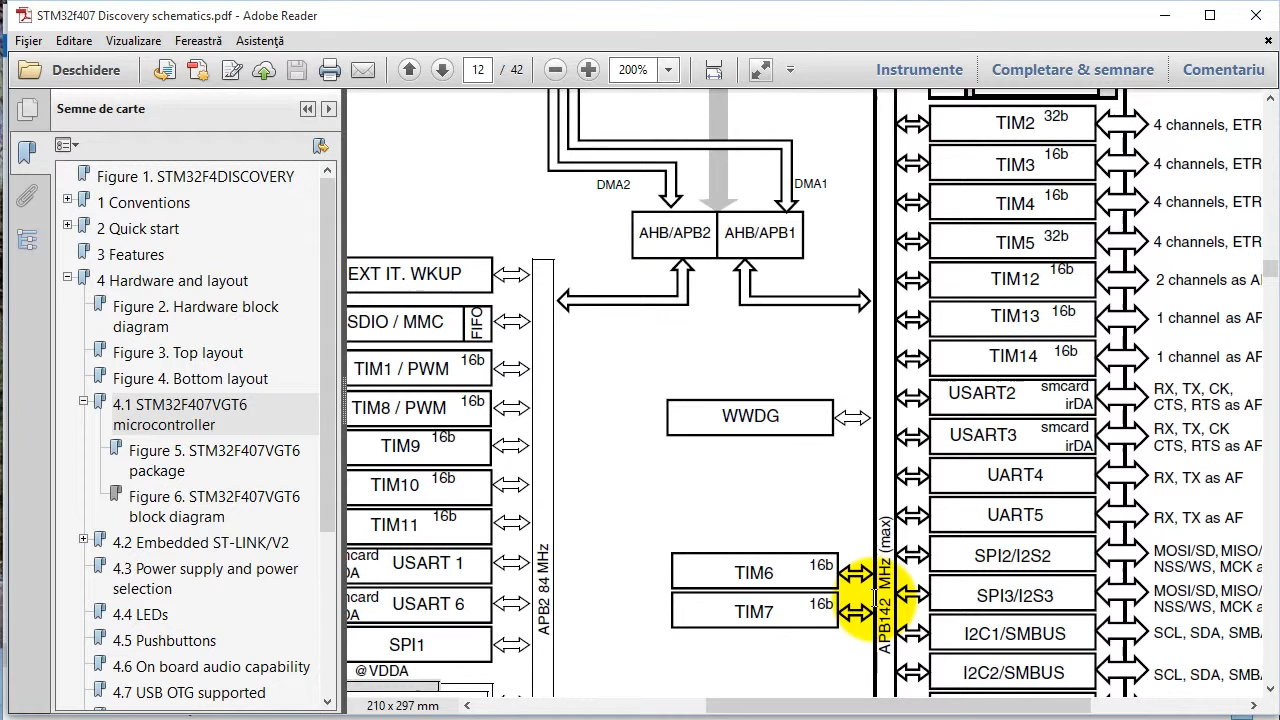 STM32f407 Discovery schematics.pdf - Adobe Reader
Fișier Editare Vizualizare Fereastră Asistență
Deschidere 12 / 42 200% Instrumente Completare & semnare Comentariu
Semne de carte
Figure 1. STM32F4DISCOVERY
1 Conventions
2 Quick start
3 Features
4 Hardware and layout
Figure 2. Hardware block
diagram
Figure 3. Top layout
Figure 4. Bottom layout
4.1 STM32F407VGT6
microcontroller
Figure 5. STM32F407VGT6
package
Figure 6. STM32F407VGT6
block diagram
4.2 Embedded ST-LINK/V2
4.3 Power supply and power
selection
4.4 LEDs
4.5 Pushbuttons
4.6 On board audio capability
4.7 USB OTG supported
DMA2
DMA1
AHB/APB2 AHB/APB1
EXT IT. WKUP
SDIO / MMC FIFO
TIM1 / PWM 16b
TIM8 / PWM 16b
TIM9 16b
TIM10 16b
TIM11 16b
mcard
DA USART 1
mcard
DA USART 6
SPI1
@VDDA
APB2 84 MHz
WWDG
TIM6 16b
TIM7 16b
APB142 MHz (max)
TIM2 32b 4 channels, ETR
TIM3 16b 4 channels, ETR
TIM4 16b 4 channels, ETR
TIM5 32b 4 channels, ETR
TIM12 16b 2 channels as A
TIM13 16b 1 channel as AF
TIM14 16b 1 channel as AF
USART2 smcard
irDA
RX, TX, CK,
CTS, RTS as AF
USART3 smcard
irDA
RX, TX, CK
CTS, RTS as AF
UART4 RX, TX as AF
UART5 RX, TX as AF
SPI2/I2S2 MOSI/SD, MISO/
NSS/WS, MCK a
SPI3/I2S3 MOSI/SD, MISO/
NSS/WS, MCK a
I2C1/SMBUS SCL, SDA, SMB
I2C2/SMBUS SCL, SDA, SMB
210 x 297 mm